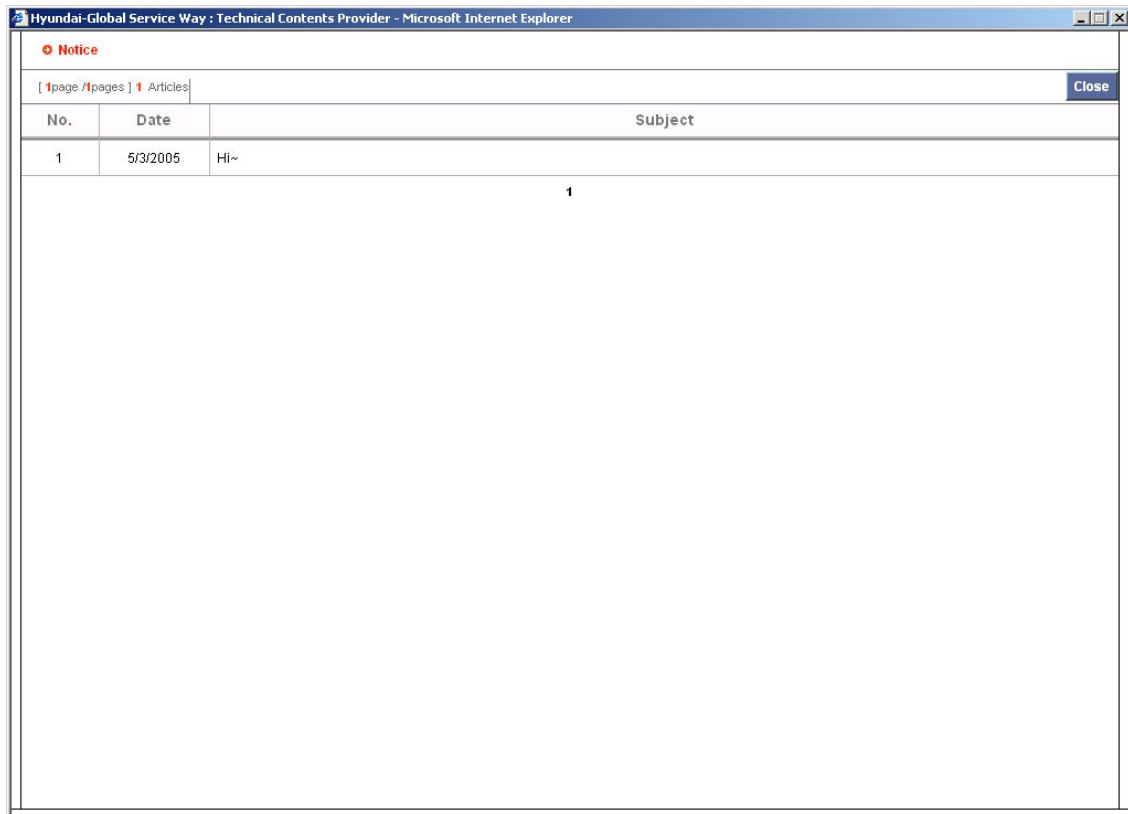 Hyundai-Global Service Way : Technical Contents Provider - Microsoft Internet Explorer
Notice
[ 1page /1pages ] 1 Articles
Close
No. Date Subject
1 5/3/2005 Hi~
1